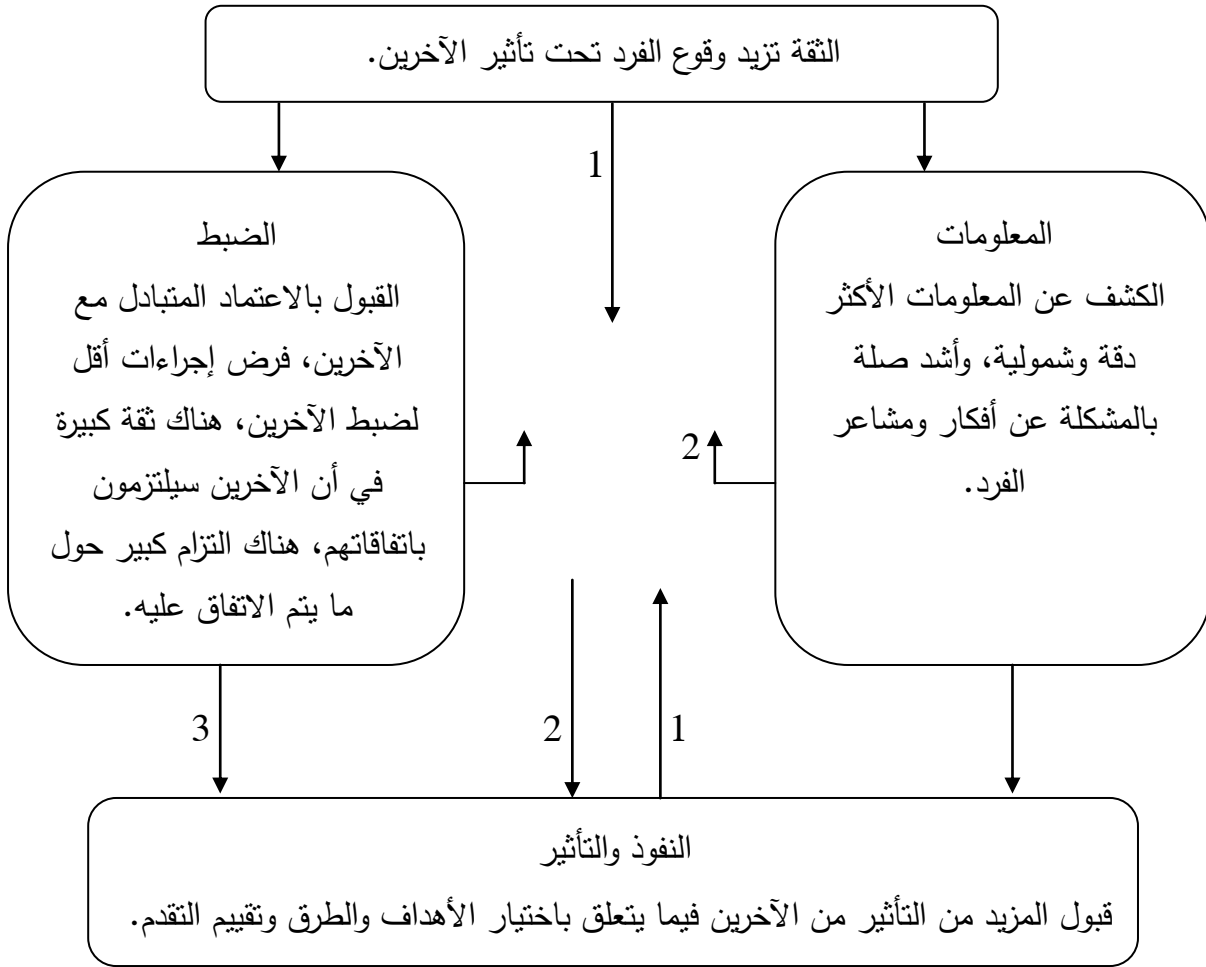 الثقة تزيد وقوع الفرد تحت تأثير الآخرين.
1
المعلومات
الكشف عن المعلومات الأكثر
دقة وشمولية، وأشد صلة
بالمشكلة عن أفكار ومشاعر
الفرد.
2
الضبط
القبول بالاعتماد المتبادل مع
الآخرين، فرض إجراءات أقل
لضبط الآخرين، هناك ثقة كبيرة
في أن الآخرين سيلتزمون
باتفاقاتهم، هناك التزام كبير حول
ما يتم الاتفاق عليه.
1
2
3
النفوذ والتأثير
قبول المزيد من التأثير من الآخرين فيما يتعلق باختيار الأهداف والطرق وتقييم التقدم.